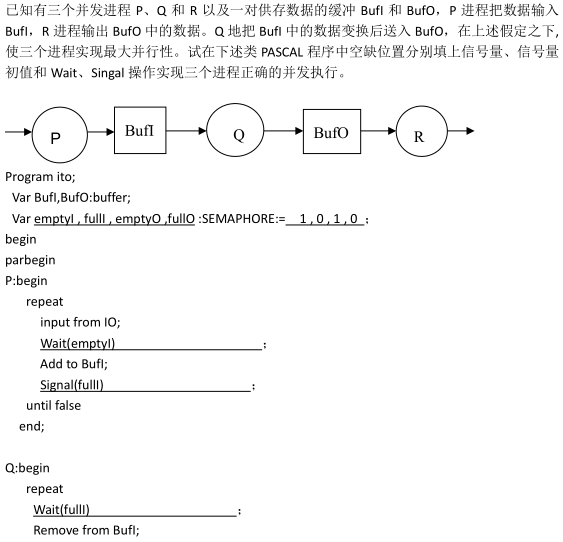 已知有三个并发进程 P、Q 和 R 以及一对供存数据的缓冲 BufI 和 BufO，P 进程把数据输入
BufI，R 进程输出 BufO 中的数据。Q 地把 BufI 中的数据变换后送入 BufO，在上述假定之下，
使三个进程实现最大并行性。试在下述类 PASCAL 程序中空缺位置分别填上信号量、信号量
初值和 Wait、Singal 操作实现三个进程正确的并发执行。
P BufI Q BufO R
Program ito;
Var BufI,BufO:buffer;
Var emptyI , fullI , emptyO ,fullO :SEMAPHORE:= 1 , 0 , 1 , 0 ；
begin
parbegin
P:begin
repeat
input from IO;
Wait(emptyI) ；
Add to BufI;
Signal(fullI) ；
until false
end;
Q:begin
repeat
Wait(fullI) ；
Remove from BufI;